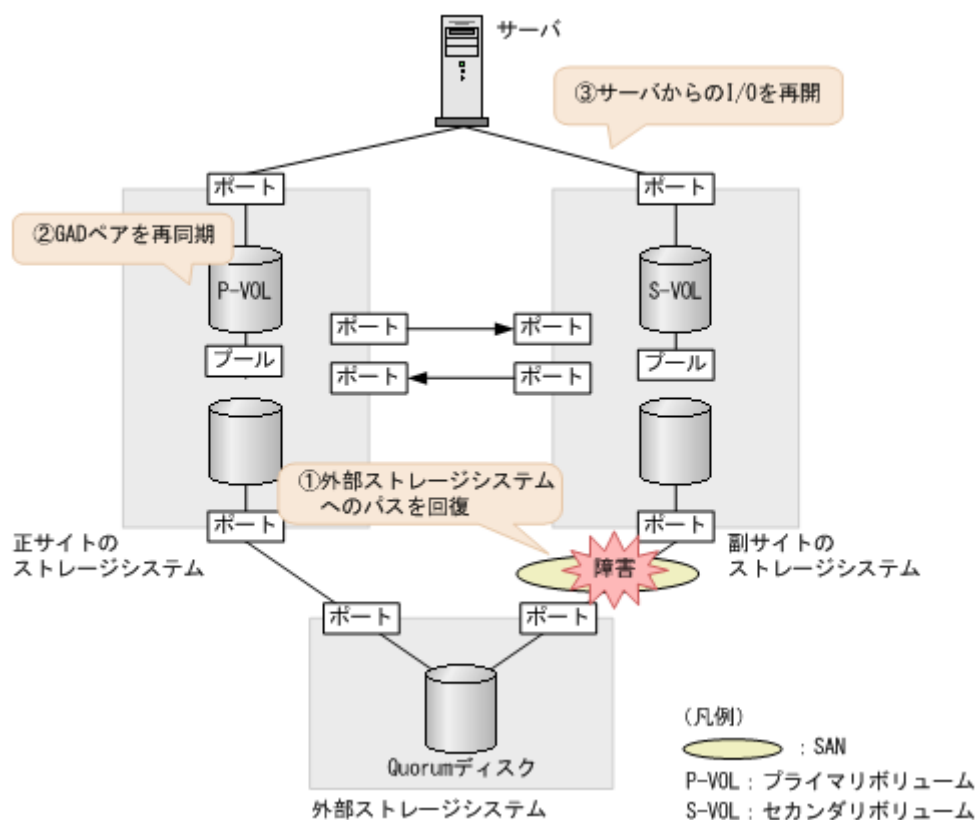 サーバ
③サーバからのI/Oを再開
ポート
ポート
②GADペアを再同期
P-VOL
S-VOL
ポート
ポート
プール
プール
ポート
ポート
①外部ストレージシステム
へのパスを回復
ポート
ポート
正サイトの
ストレージシステム
副サイトの
ストレージシステム
障害
ポート
ポート
Quorumディスク
外部ストレージシステム
(凡例)
：SAN
P-VOL：プライマリボリューム
S-VOL：セカンダリボリューム